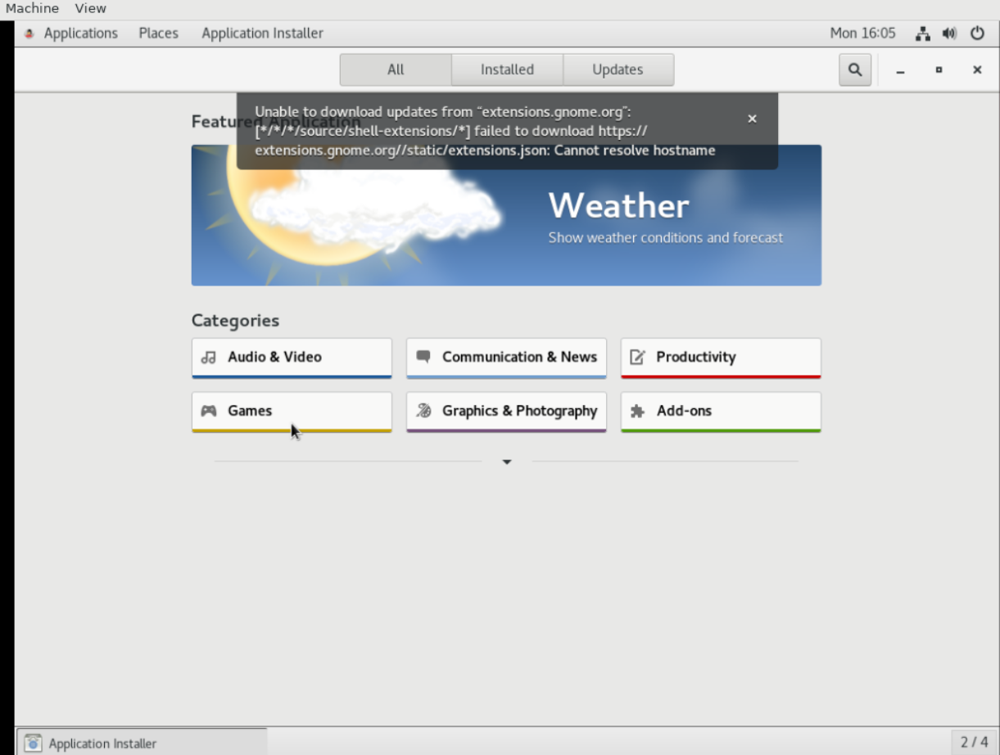 Machine View
Applications Places Application Installer Mon 16:05
All Installed Updates
Unable to download updates from “extensions.gnome.org”:
[*/*/*/source/shell-extensions/*] failed to download https://
extensions.gnome.org//static/extensions.json: Cannot resolve hostname
Featured Application
Weather
Show weather conditions and forecast
Categories
Audio & Video Communication & News Productivity
Games Graphics & Photography Add-ons
Application Installer 2 / 4